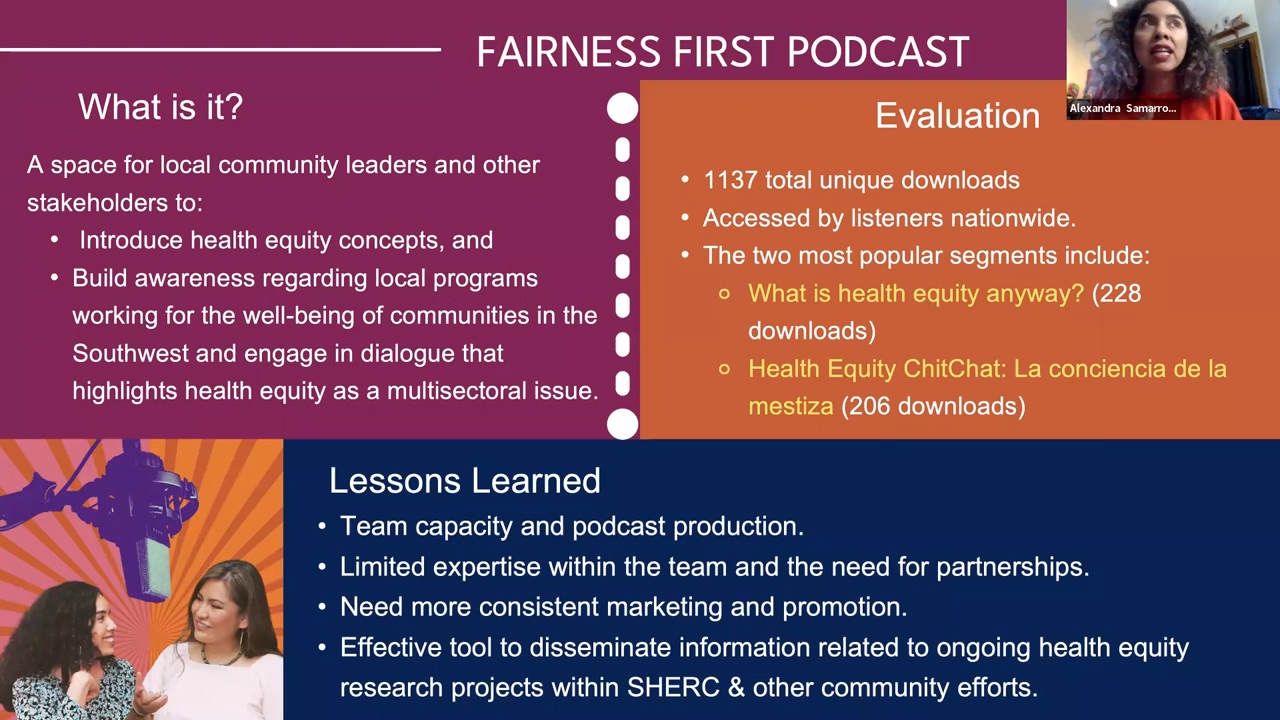 FAIRNESS FIRST PODCAST
Alexandra Samarro...
What is it?
A space for local community leaders and other
stakeholders to:
• Introduce health equity concepts, and
• Build awareness regarding local programs
working for the well-being of communities in the
Southwest and engage in dialogue that
highlights health equity as a multisectoral issue.
Evaluation
• 1137 total unique downloads
• Accessed by listeners nationwide.
• The two most popular segments include:
o What is health equity anyway? (228
downloads)
o Health Equity ChitChat: La conciencia de la
mestiza (206 downloads)
Lessons Learned
• Team capacity and podcast production.
• Limited expertise within the team and the need for partnerships.
• Need more consistent marketing and promotion.
• Effective tool to disseminate information related to ongoing health equity
research projects within SHERC & other community efforts.